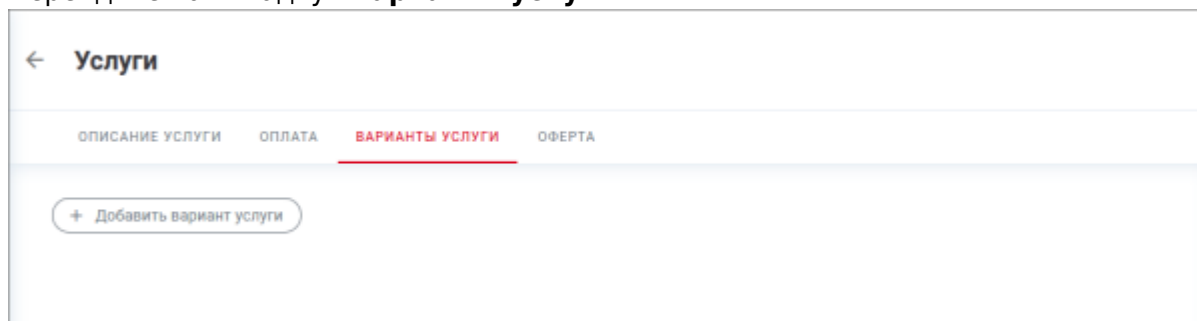 ← Услуги
ОПИСАНИЕ УСЛУГИ ОПЛАТА ВАРИАНТЫ УСЛУГИ ОФЕРТА
+ Добавить вариант услуги